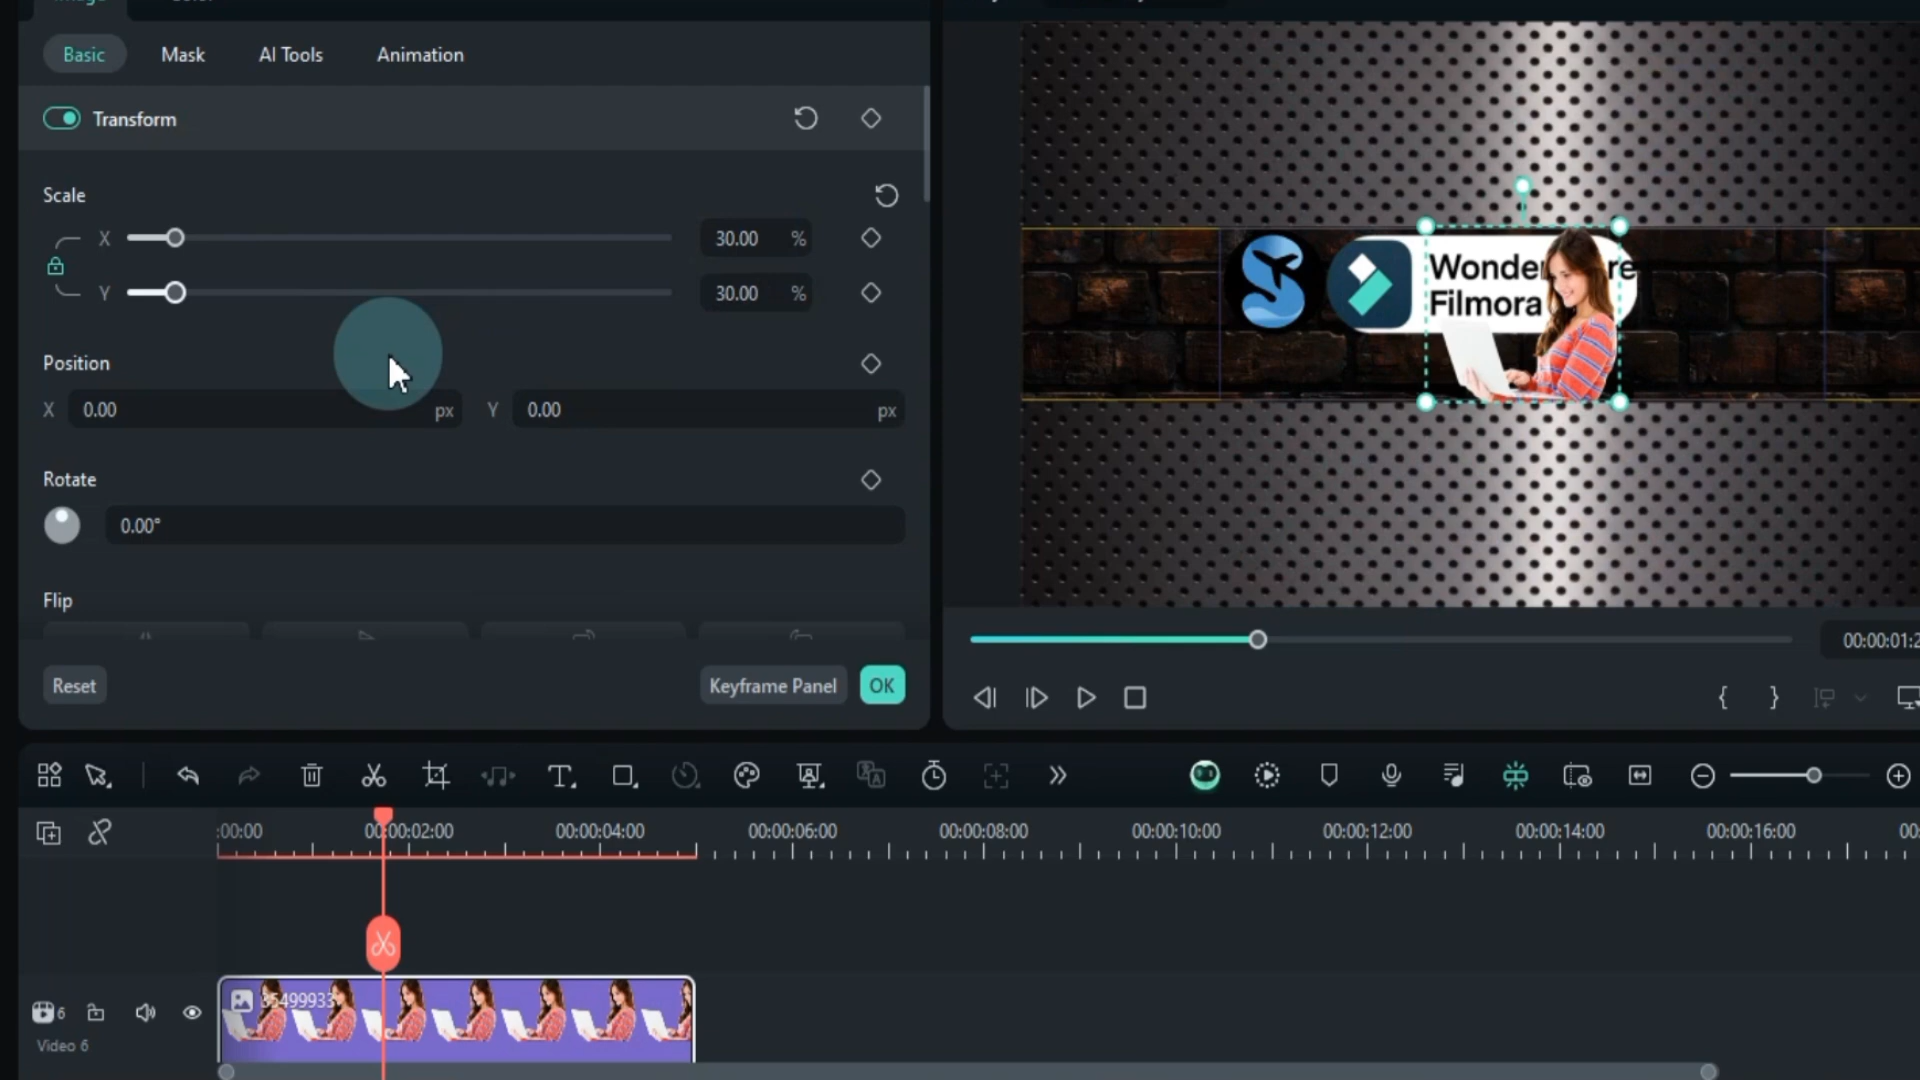 Basic Mask AI Tools Animation
Transform
Scale
X 30.00 %
Y 30.00 %
Position
X 0.00 px Y 0.00 px
Rotate
0.00°
Flip
Reset Keyframe Panel OK
Filmora
00:00:01:2
:00:00 00:00:02:00 00:00:04:00 00:00:06:00 00:00:08:00 00:00:10:00 00:00:12:00 00:00:14:00 00:00:16:00 00:
35499933
6
Video 6